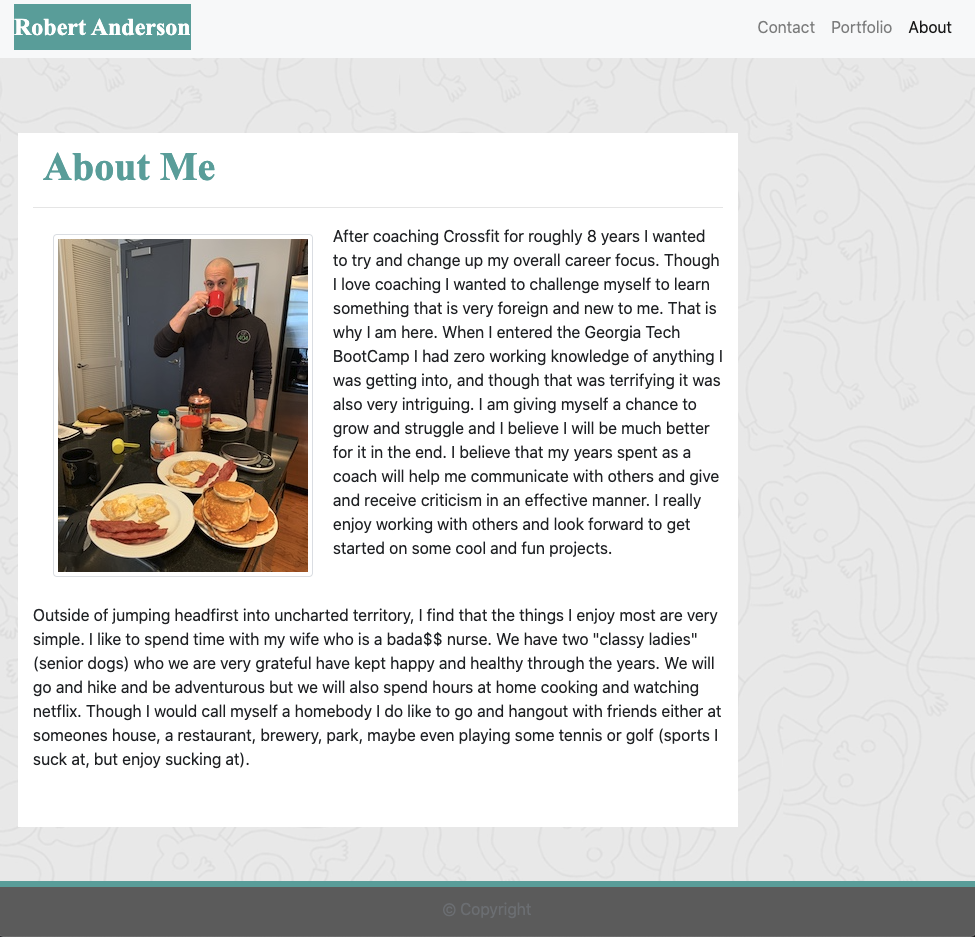 Robert Anderson
Contact Portfolio About
About Me
After coaching Crossfit for roughly 8 years I wanted
to try and change up my overall career focus. Though
I love coaching I wanted to challenge myself to learn
something that is very foreign and new to me. That is
why I am here. When I entered the Georgia Tech
BootCamp I had zero working knowledge of anything I
was getting into, and though that was terrifying it was
also very intriguing. I am giving myself a chance to
grow and struggle and I believe I will be much better
for it in the end. I believe that my years spent as a
coach will help me communicate with others and give
and receive criticism in an effective manner. I really
enjoy working with others and look forward to get
started on some cool and fun projects.
Outside of jumping headfirst into uncharted territory, I find that the things I enjoy most are very
simple. I like to spend time with my wife who is a bada$$ nurse. We have two "classy ladies"
(senior dogs) who we are very grateful have kept happy and healthy through the years. We will
go and hike and be adventurous but we will also spend hours at home cooking and watching
netflix. Though I would call myself a homebody I do like to go and hangout with friends either at
someones house, a restaurant, brewery, park, maybe even playing some tennis or golf (sports I
suck at, but enjoy sucking at).
© Copyright